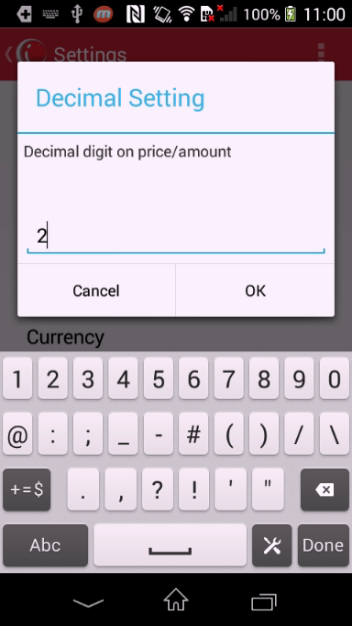 100% 11:00
Settings
Decimal Setting
Decimal digit on price/amount
2
Cancel OK
Currency
1 2 3 4 5 6 7 8 9 0
@ : ; _ - # ( ) / \
+=$ . , ? ! ' "
Abc Done